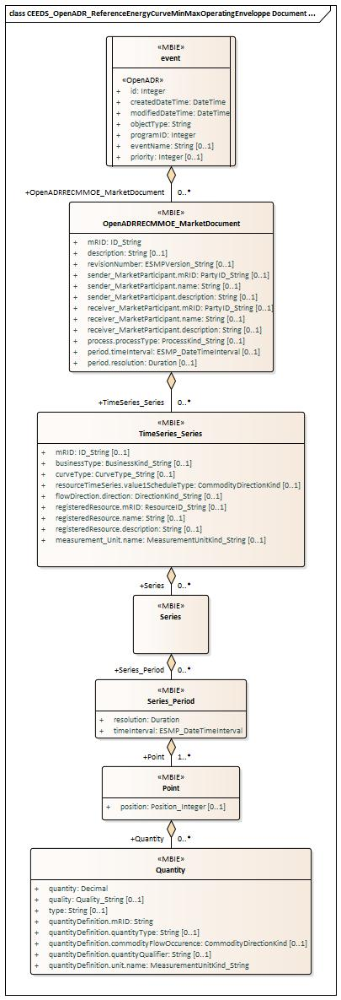 class CEEDS_OpenADR_ReferenceEnergyCurveMinMaxOperatingEnveloppe Document ...
«MBIE»
event
«OpenADR»
+ id: Integer
+ createdDateTime: DateTime
+ modifiedDateTime: DateTime
+ objectType: String
+ programID: Integer
+ eventName: String [0..1]
+ priority: Integer [0..1]
+OpenADRRECMMOE_MarketDocument 0..*
«MBIE»
OpenADRRECMMOE_MarketDocument
+ mRID: ID_String
+ description: String [0..1]
+ revisionNumber: ESMPVersion_String [0..1]
+ sender_MarketParticipant.mRID: PartyID_String [0..1]
+ sender_MarketParticipant.name: String [0..1]
+ sender_MarketParticipant.description: String [0..1]
+ receiver_MarketParticipant.mRID: PartyID_String [0..1]
+ receiver_MarketParticipant.name: String [0..1]
+ receiver_MarketParticipant.description: String [0..1]
+ process.processType: ProcessKind_String [0..1]
+ period.timeInterval: ESMP_DateTimeInterval [0..1]
+ period.resolution: Duration [0..1]
+TimeSeries_Series 0..*
«MBIE»
TimeSeries_Series
+ mRID: ID_String [0..1]
+ businessType: BusinessKind_String [0..1]
+ curveType: CurveType_String [0..1]
+ resourceTimeSeries.value1ScheduleType: CommodityDirectionKind [0..1]
+ flowDirection.direction: DirectionKind_String [0..1]
+ registeredResource.mRID: ResourceID_String [0..1]
+ registeredResource.name: String [0..1]
+ registeredResource.description: String [0..1]
+ measurement_Unit.name: MeasurementUnitKind_String [0..1]
+Series 0..*
«MBIE»
Series
+Series_Period 0..*
«MBIE»
Series_Period
+ resolution: Duration
+ timeInterval: ESMP_DateTimeInterval
+Point 1..*
«MBIE»
Point
+ position: Position_Integer [0..1]
+Quantity 0..*
«MBIE»
Quantity
+ quantity: Decimal
+ quality: Quality_String [0..1]
+ type: String [0..1]
+ quantityDefinition.mRID: String
+ quantityDefinition.quantityType: String [0..1]
+ quantityDefinition.commodityFlowOccurence: CommodityDirectionKind [0..1]
+ quantityDefinition.quantityQualifier: String [0..1]
+ quantityDefinition.unit.name: MeasurementUnitKind_String